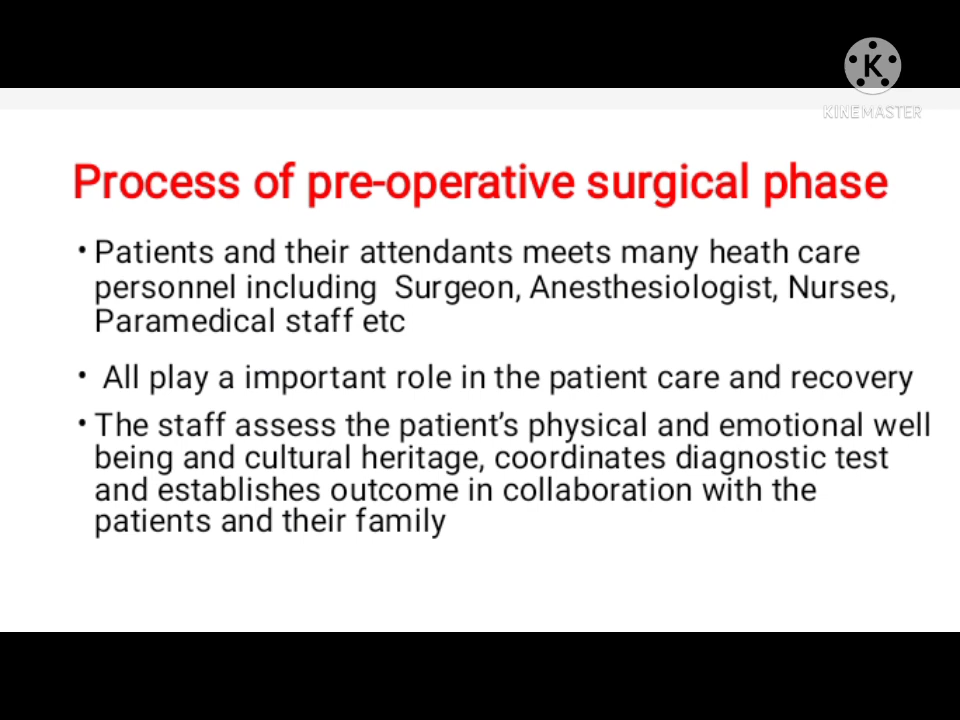 K
KINEMASTER
Process of pre-operative surgical phase
• Patients and their attendants meets many heath care
personnel including  Surgeon, Anesthesiologist, Nurses,
Paramedical staff etc
•  All play a important role in the patient care and recovery
• The staff assess the patient's physical and emotional well
being and cultural heritage, coordinates diagnostic test
and establishes outcome in collaboration with the
patients and their family